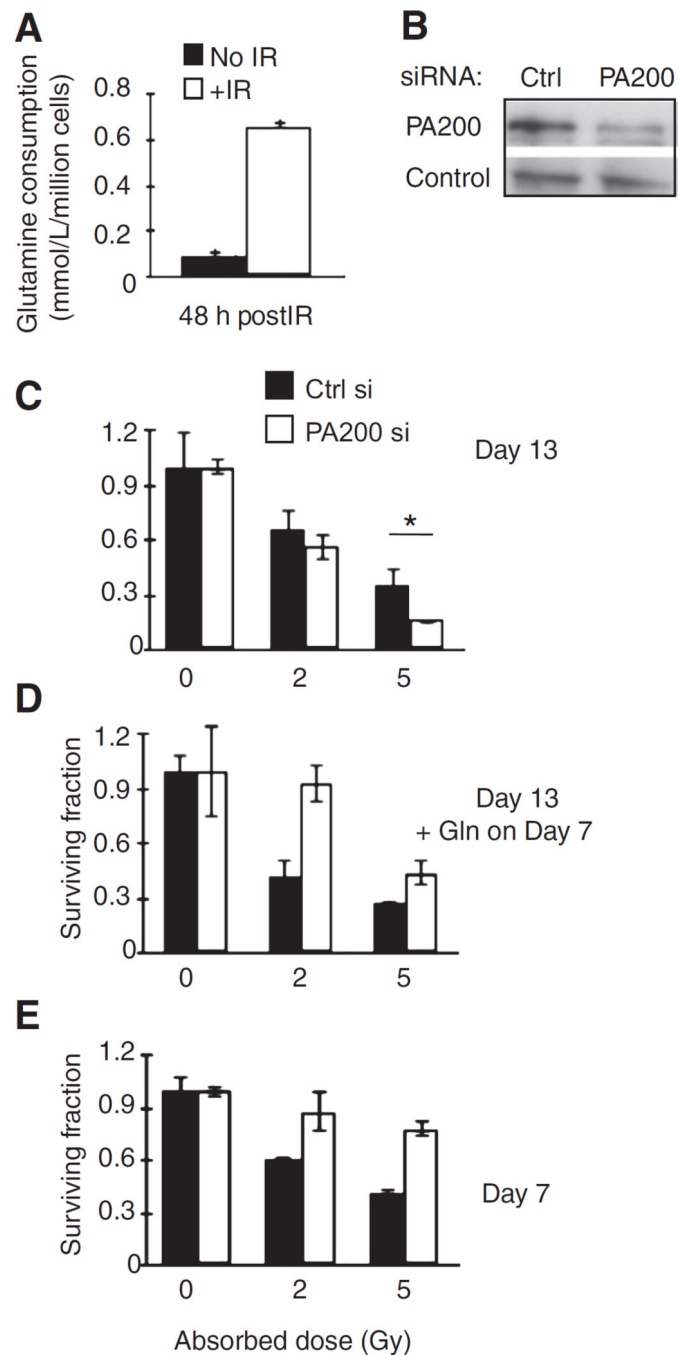 A
No IR
+IR
Glutamine consumption
(mmol/L/million cells)
0.8
0.6
0.4
0.2
0
48 h postIR
B
siRNA: Ctrl PA200
PA200
Control
C
Ctrl si
PA200 si
Day 13
1.2
0.9
0.6
0.3
0
*
0 2 5
D
Surviving fraction
1.2
0.9
0.6
0.3
0
Day 13
+ Gln on Day 7
0 2 5
E
Surviving fraction
1.2
0.9
0.6
0.3
0
Day 7
0 2 5
Absorbed dose (Gy)